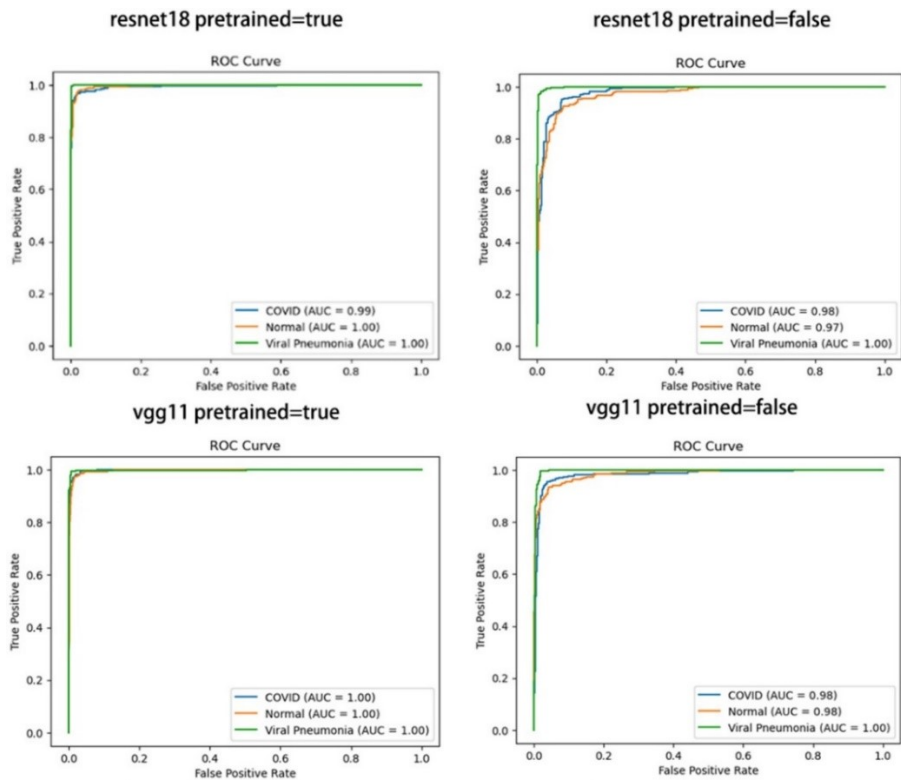 resnet18 pretrained=true
ROC Curve
True Positive Rate
1.0
0.8
0.6
0.4
0.2
0.0
COVID (AUC = 0.99)
Normal (AUC = 1.00)
Viral Pneumonia (AUC = 1.00)
0.0 0.2 0.4 0.6 0.8 1.0
False Positive Rate
resnet18 pretrained=false
ROC Curve
True Positive Rate
1.0
0.8
0.6
0.4
0.2
0.0
COVID (AUC = 0.98)
Normal (AUC = 0.97)
Viral Pneumonia (AUC = 1.00)
0.0 0.2 0.4 0.6 0.8 1.0
False Positive Rate
vgg11 pretrained=true
ROC Curve
True Positive Rate
1.0
0.8
0.6
0.4
0.2
0.0
COVID (AUC = 1.00)
Normal (AUC = 1.00)
Viral Pneumonia (AUC = 1.00)
0.0 0.2 0.4 0.6 0.8 1.0
False Positive Rate
vgg11 pretrained=false
ROC Curve
True Positive Rate
1.0
0.8
0.6
0.4
0.2
0.0
COVID (AUC = 0.98)
Normal (AUC = 0.98)
Viral Pneumonia (AUC = 1.00)
0.0 0.2 0.4 0.6 0.8 1.0
False Positive Rate